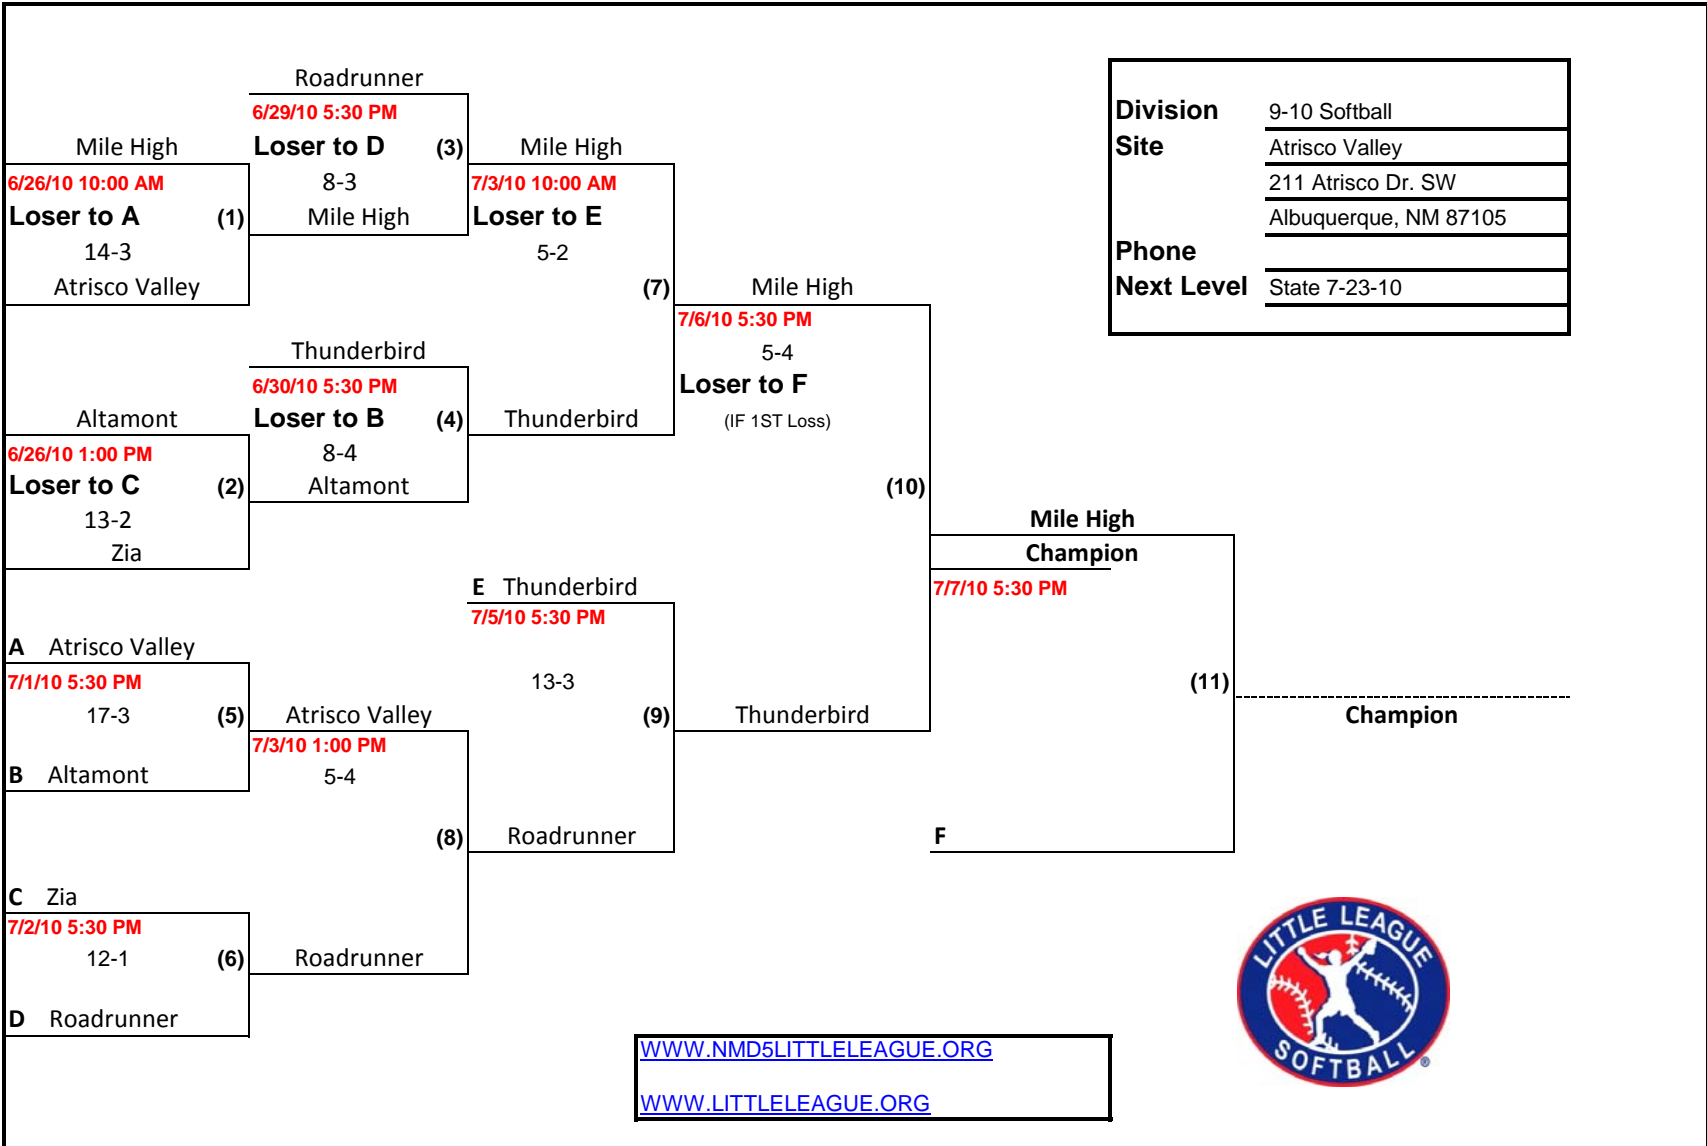 Roadrunner
6/29/10 5:30 PM
Mile High
Loser to D (3)
Mile High
6/26/10 10:00 AM
8-3
7/3/10 10:00 AM
Loser to A (1)
Mile High
Loser to E
14-3
5-2
Atrisco Valley
(7)
Mile High
7/6/10 5:30 PM
Thunderbird
5-4
6/30/10 5:30 PM
Loser to F
Altamont
Loser to B (4)
Thunderbird
(IF 1ST Loss)
6/26/10 1:00 PM
8-4
Loser to C (2)
Altamont
(10)
13-2
Mile High
Zia
Champion
E Thunderbird
7/7/10 5:30 PM
7/5/10 5:30 PM
A Atrisco Valley
7/1/10 5:30 PM
13-3
(11)
17-3 (5)
Atrisco Valley
(9)
Thunderbird
Champion
7/3/10 1:00 PM
B Altamont
5-4
(8)
Roadrunner
F
C Zia
7/2/10 5:30 PM
12-1 (6)
Roadrunner
D Roadrunner
Division 9-10 Softball
Site Atrisco Valley
211 Atrisco Dr. SW
Albuquerque, NM 87105
Phone
Next Level State 7-23-10
WWW.NMD5LITTLELEAGUE.ORG
WWW.LITTLELEAGUE.ORG
LITTLE LEAGUE
SOFTBALL®